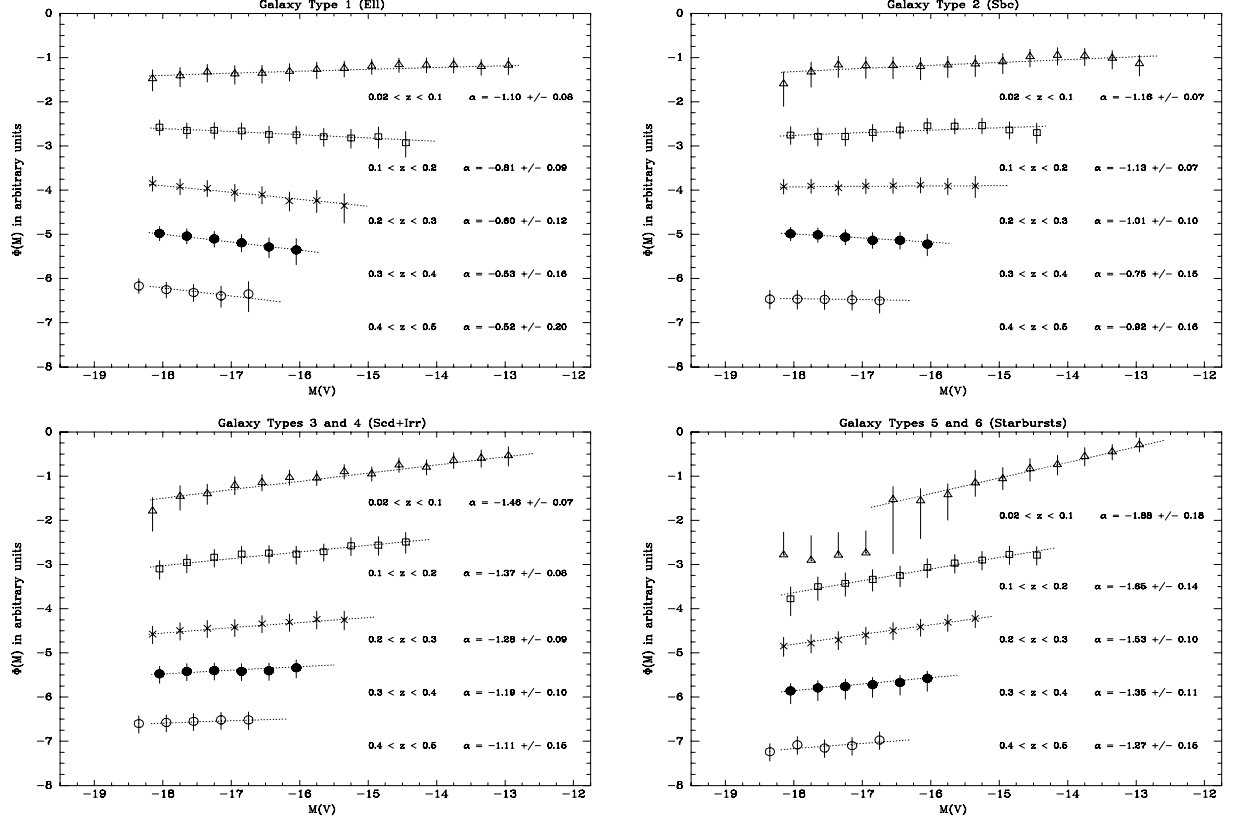 Galaxy Type 1 (Ell)
0
−1
−2
−3
−4
−5
−6
−7
−8
Φ(M) in arbitrary units
0.02 < z < 0.1 α = −1.10 +/− 0.08
0.1 < z < 0.2 α = −0.81 +/− 0.09
0.2 < z < 0.3 α = −0.60 +/− 0.12
0.3 < z < 0.4 α = −0.53 +/− 0.16
0.4 < z < 0.5 α = −0.52 +/− 0.20
−19 −18 −17 −16 −15 −14 −13 −12
M(V)
Galaxy Type 2 (Sbc)
0
−1
−2
−3
−4
−5
−6
−7
−8
Φ(M) in arbitrary units
0.02 < z < 0.1 α = −1.16 +/− 0.07
0.1 < z < 0.2 α = −1.13 +/− 0.07
0.2 < z < 0.3 α = −1.01 +/− 0.10
0.3 < z < 0.4 α = −0.75 +/− 0.15
0.4 < z < 0.5 α = −0.92 +/− 0.16
−19 −18 −17 −16 −15 −14 −13 −12
M(V)
Galaxy Types 3 and 4 (Scd+Irr)
0
−1
−2
−3
−4
−5
−6
−7
−8
Φ(M) in arbitrary units
0.02 < z < 0.1 α = −1.46 +/− 0.07
0.1 < z < 0.2 α = −1.37 +/− 0.08
0.2 < z < 0.3 α = −1.28 +/− 0.09
0.3 < z < 0.4 α = −1.19 +/− 0.10
0.4 < z < 0.5 α = −1.11 +/− 0.15
−19 −18 −17 −16 −15 −14 −13 −12
M(V)
Galaxy Types 5 and 6 (Starbursts)
0
−1
−2
−3
−4
−5
−6
−7
−8
Φ(M) in arbitrary units
0.02 < z < 0.1 α = −1.88 +/− 0.18
0.1 < z < 0.2 α = −1.65 +/− 0.14
0.2 < z < 0.3 α = −1.53 +/− 0.10
0.3 < z < 0.4 α = −1.35 +/− 0.11
0.4 < z < 0.5 α = −1.27 +/− 0.15
−19 −18 −17 −16 −15 −14 −13 −12
M(V)